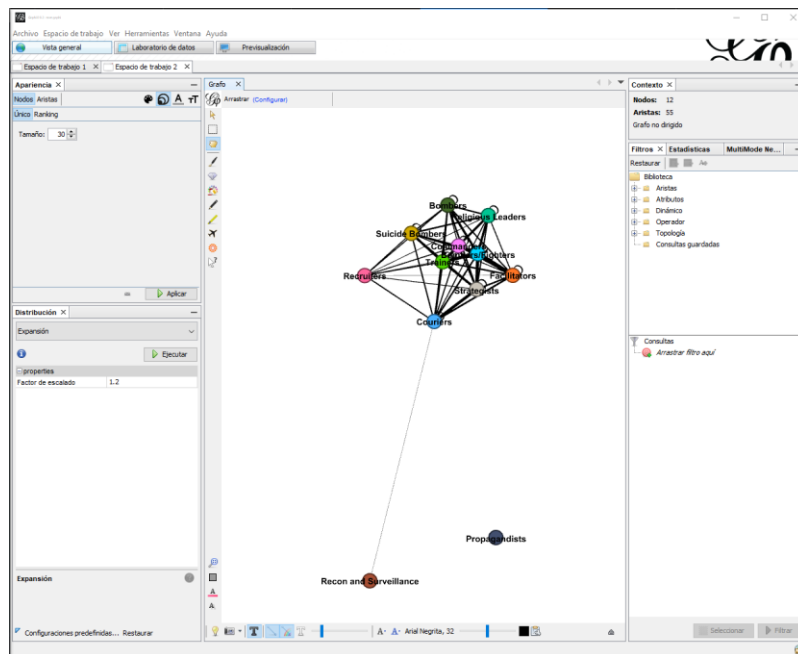 Archivo Espacio de trabajo Ver Herramientas Ventana Ayuda
Vista general Laboratorio de datos Previsualización
Espacio de trabajo 1 Espacio de trabajo 2
Apariencia
Nodos Aristas
Único Ranking
Tamaño: 30
Aplicar
Distribución
Expansión
Ejecutar
properties
Factor de escalado 1.2
Expansión
Configuraciones predefinidas... Restaurar
Grafo
Arrastrar (Configurar)
Bombers
Religious Leaders
Suicide Bombers
Commanders
Trainers
Recruiters
Facilitators
Strategists
Couriers
Propagandists
Recon and Surveillance
A- A- Arial Negrita, 32
Contexto
Nodos: 12
Aristas: 55
Grafo no dirigido
Filtros Estadísticas MultiMode Ne...
Restaurar
Biblioteca
Aristas
Atributos
Dinámico
Operador
Topología
Consultas guardadas
Consultas
Arrastrar filtro aquí
Seleccionar Filtrar